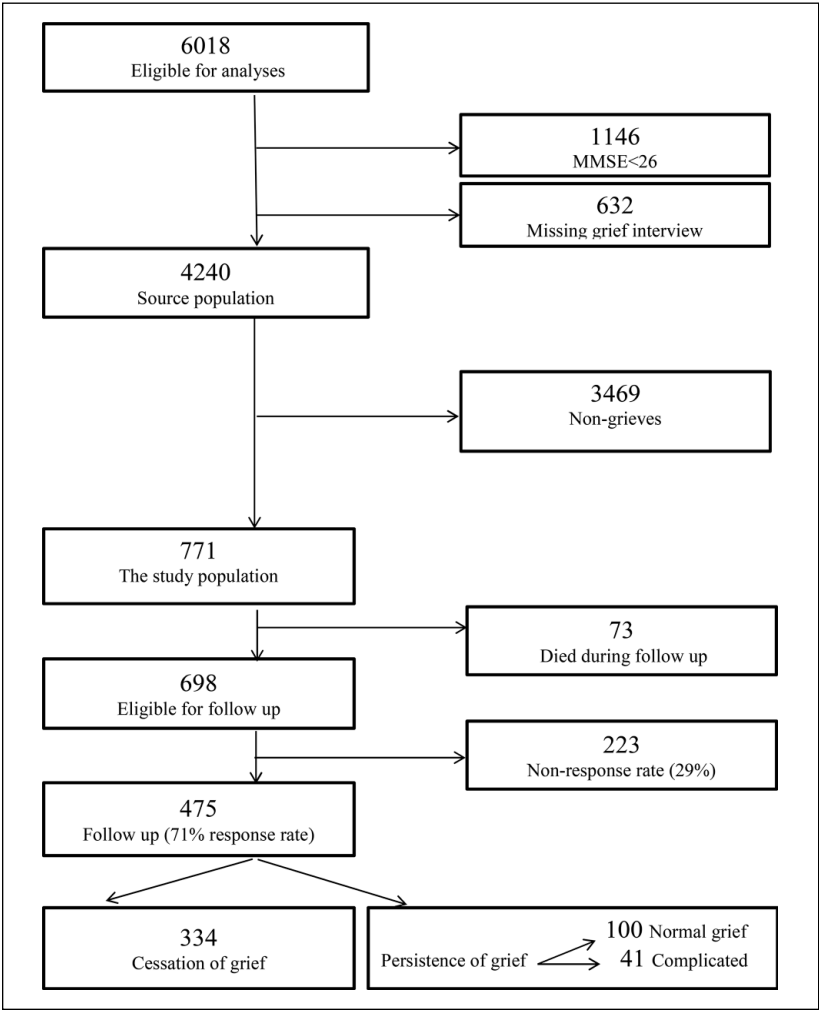 6018
Eligible for analyses
1146
MMSE<26
632
Missing grief interview
4240
Source population
3469
Non-grieves
771
The study population
73
Died during follow up
698
Eligible for follow up
223
Non-response rate (29%)
475
Follow up (71% response rate)
334
Cessation of grief
100 Normal grief
Persistence of grief
41 Complicated